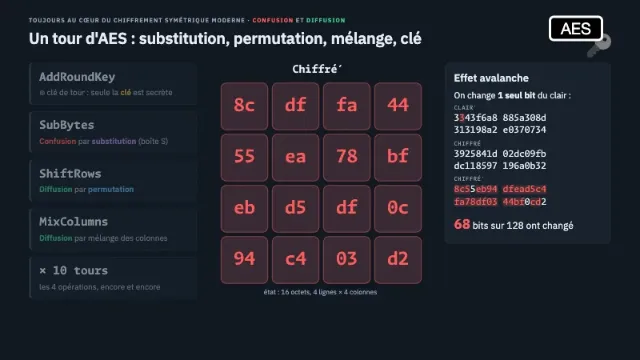 TOUJOURS AU CŒUR DU CHIFFREMENT SYMÉTRIQUE MODERNE - CONFUSION ET DIFFUSION
Un tour d'AES : substitution, permutation, mélange, clé
AES
AddRoundKey
⊕ clé de tour : seule la clé est secrète
SubBytes
Confusion par substitution (boîte S)
ShiftRows
Diffusion par permutation
MixColumns
Diffusion par mélange des colonnes
× 10 tours
les 4 opérations, encore et encore
Chiffré′
8c df fa 44
55 ea 78 bf
eb d5 df 0c
94 c4 03 d2
état : 16 octets, 4 lignes × 4 colonnes
Effet avalanche
On change 1 seul bit du clair :
CLAIR′
3343f6a8 885a308d
313198a2 e0370734
CHIFFRÉ
3925841d 02dc09fb
dc118597 196a0b32
CHIFFRÉ′
8c55eb94 dfead5c4
fa78df03 44bf0cd2
68 bits sur 128 ont changé